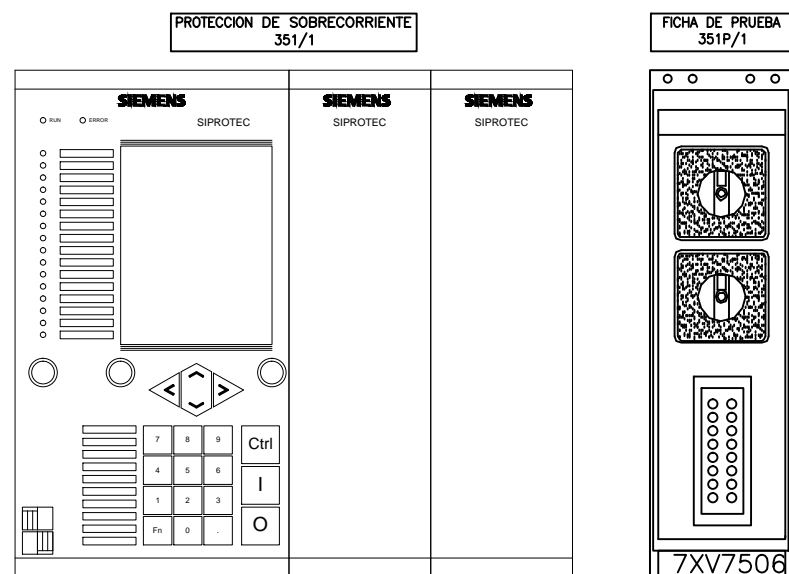 PROTECCION DE SOBRECORRIENTE
351/1
FICHA DE PRUEBA
351P/1
SIEMENS
SIEMENS
SIEMENS
RUN
ERROR
SIPROTEC
SIPROTEC
SIPROTEC
7 8 9 Ctrl
4 5 6
I
1 2 3
Fn 0 . O
7XV7506